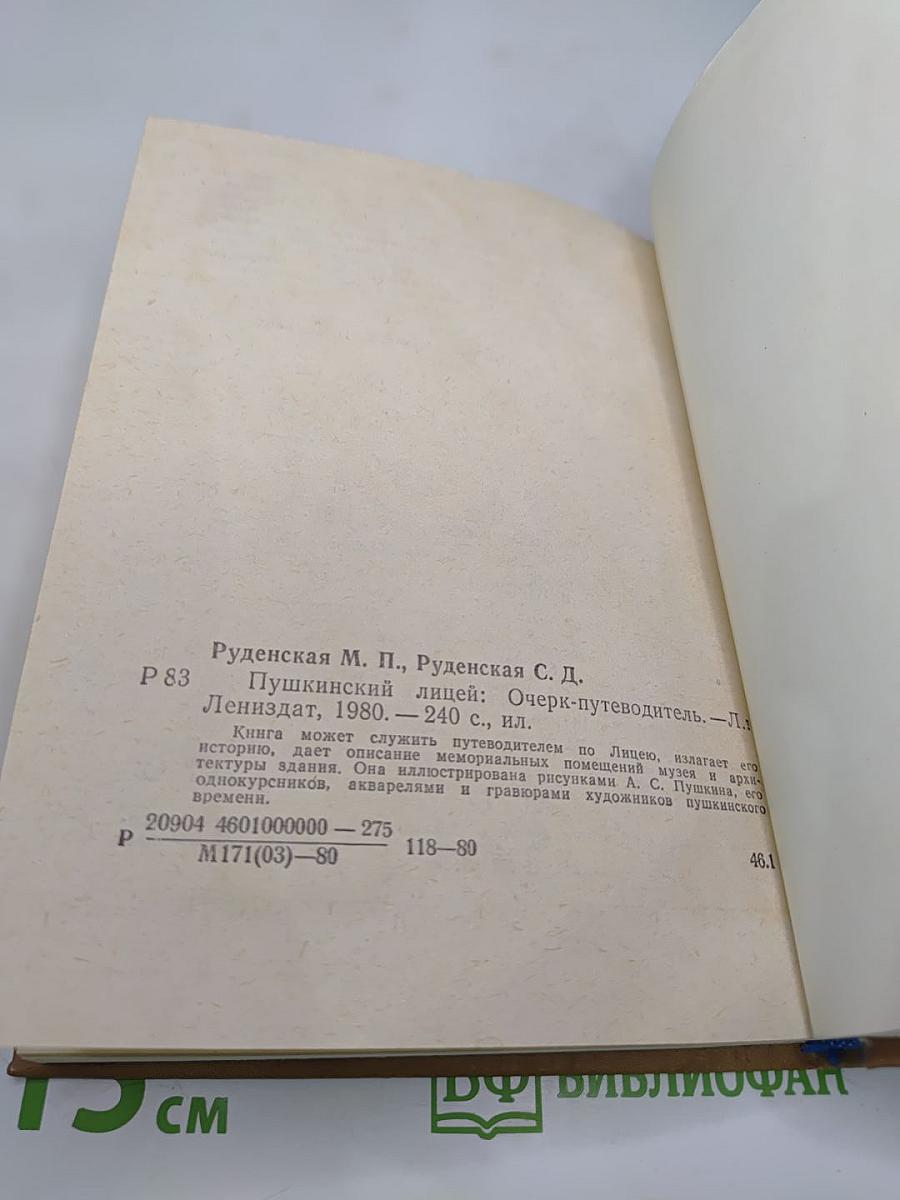 Руденская М. П., Руденская С. Д.
Р 83 Пушкинский лицей: Очерк-путеводитель. — Л.:
Лениздат, 1980. — 240 с., ил.
Книга может служить путеводителем по Лицею, излагает его
историю, дает описание мемориальных помещений музея и архи-
тектуры здания. Она иллюстрирована рисунками А. С. Пушкина, его
однокурсников, акварелями и гравюрами художников пушкинского
времени.
Р 20904 4601000000 — 275
М171(03)—80 118—80
46.1
15 см
БФ БИБЛИОФАН